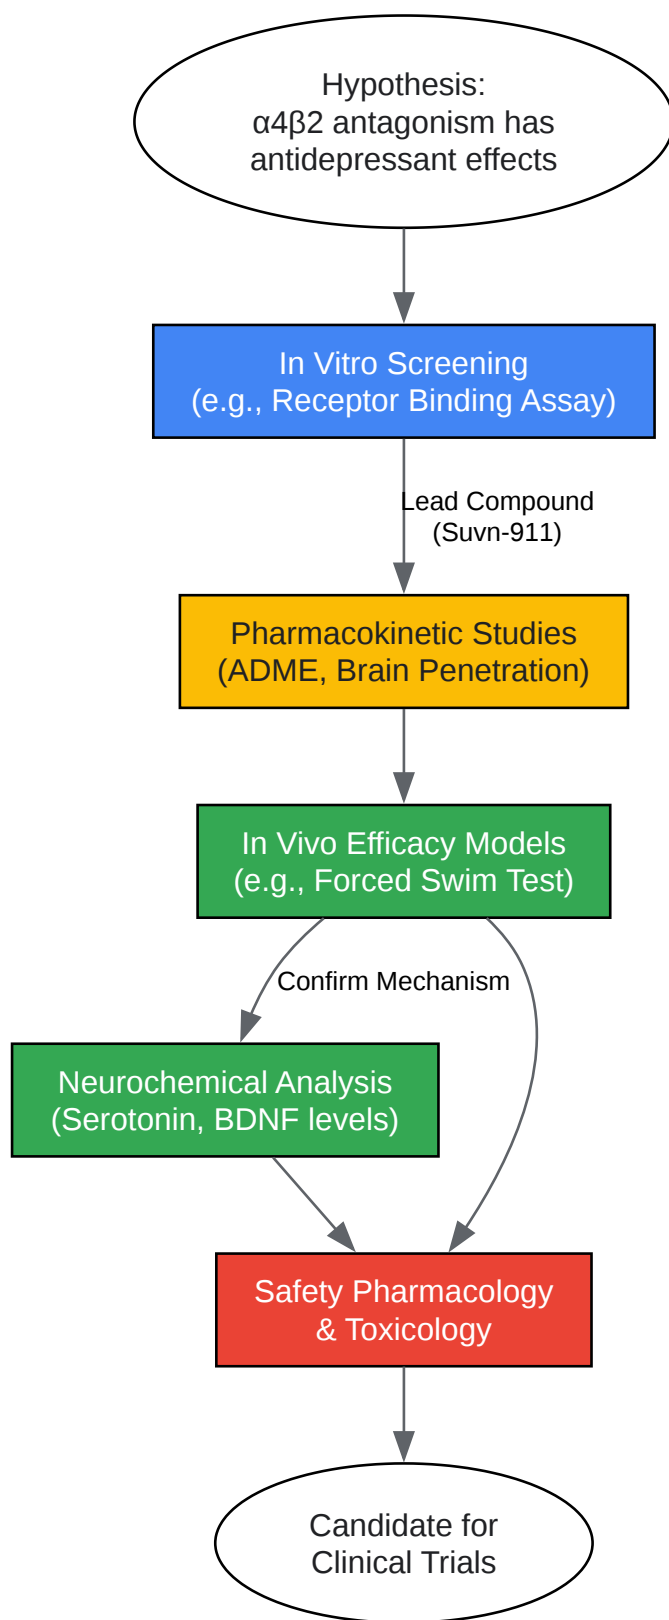 Hypothesis:
α4β2 antagonism has
antidepressant effects
In Vitro Screening
(e.g., Receptor Binding Assay)
Lead Compound
(Suvn-911)
Pharmacokinetic Studies
(ADME, Brain Penetration)
In Vivo Efficacy Models
(e.g., Forced Swim Test)
Confirm Mechanism
Neurochemical Analysis
(Serotonin, BDNF levels)
Safety Pharmacology
& Toxicology
Candidate for
Clinical Trials